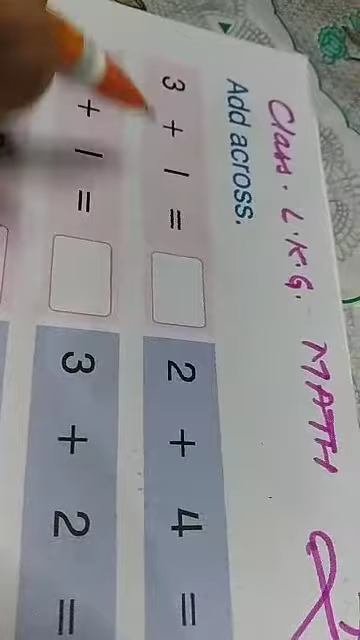 Class. L.K.G. MATH
Add across.
3 + 1 = 2 + 4 =
+ 1 = 3 + 2 =